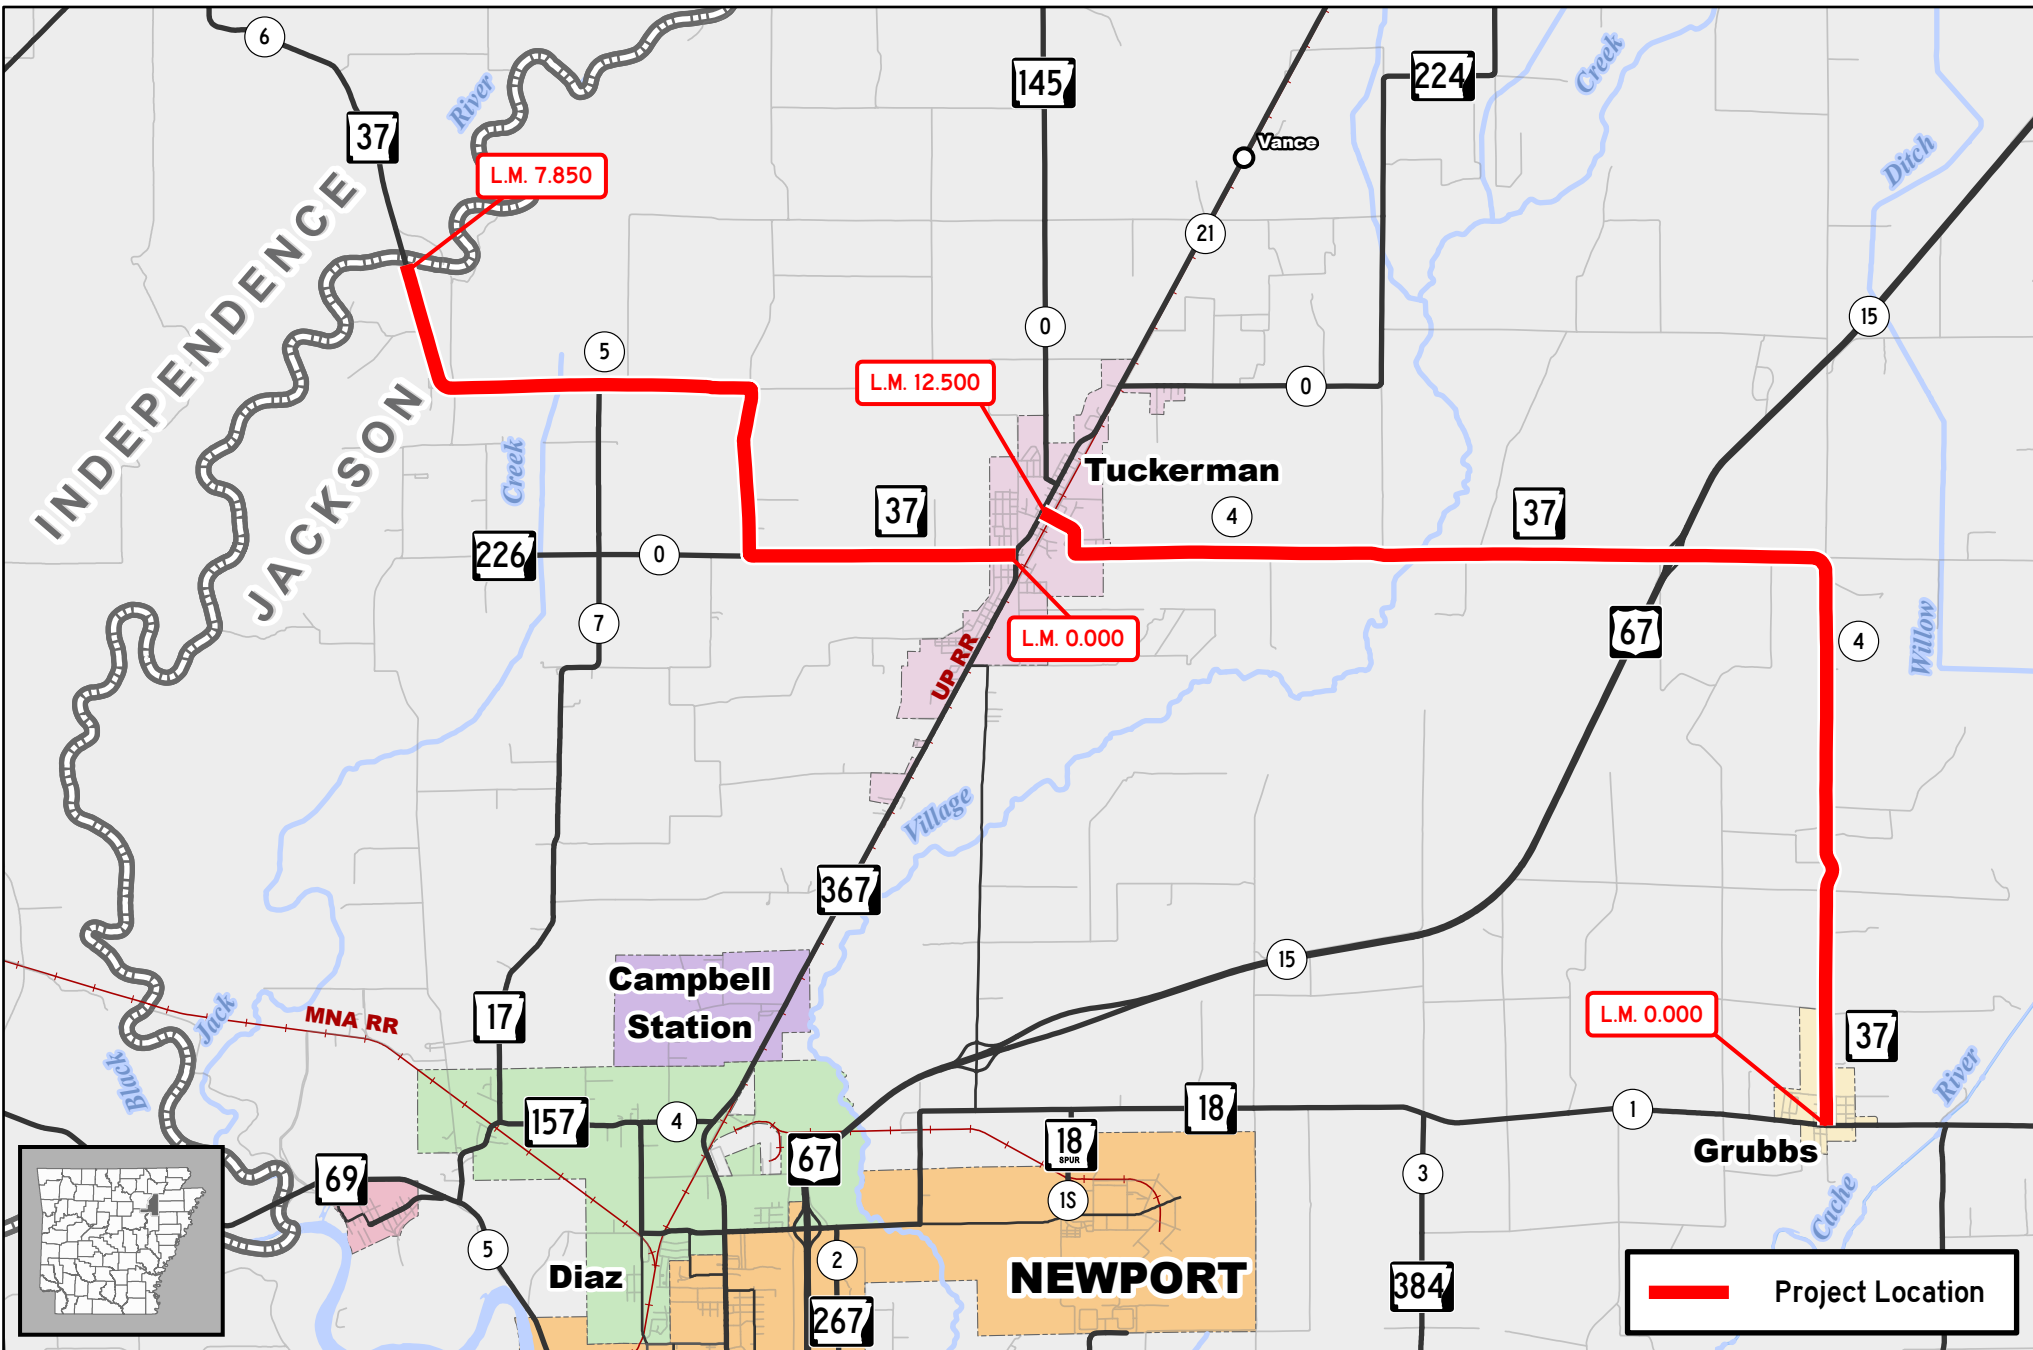 6
River
145
224
Creek
37
Vance
Ditch
L.M. 7.850
21
INDEPENDENCE
15
0
5
L.M. 12.500
0
JACKSON
Creek
Tuckerman
37
4
37
226
0
7
L.M. 0.000
67
4
Willow
UP RR
Village
367
15
Campbell
Station
17
MNA RR
Jack
L.M. 0.000
37
Black
River
157
4
18
1
18
SPUR
67
Grubbs
69
3
1S
Cache
5
2
Diaz
NEWPORT
384
267
Project Location